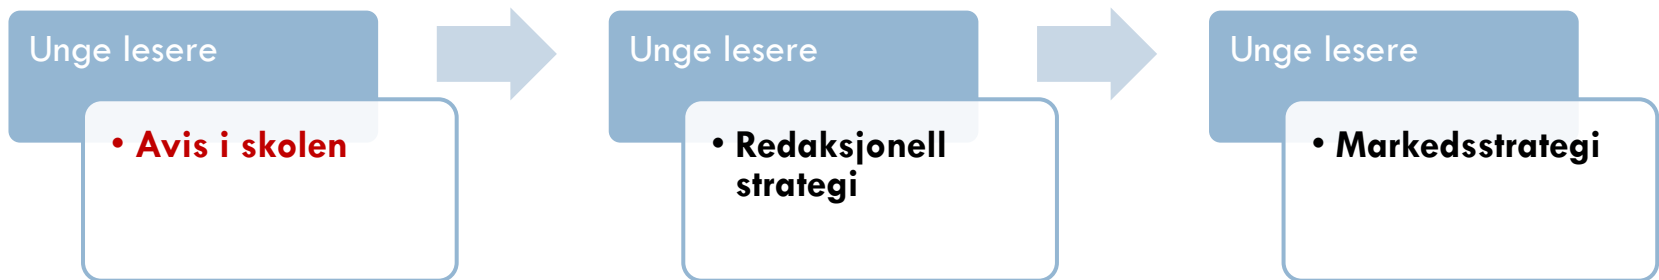 Unge lesere
• Avis i skolen
Unge lesere
• Redaksjonell
strategi
Unge lesere
• Markedsstrategi